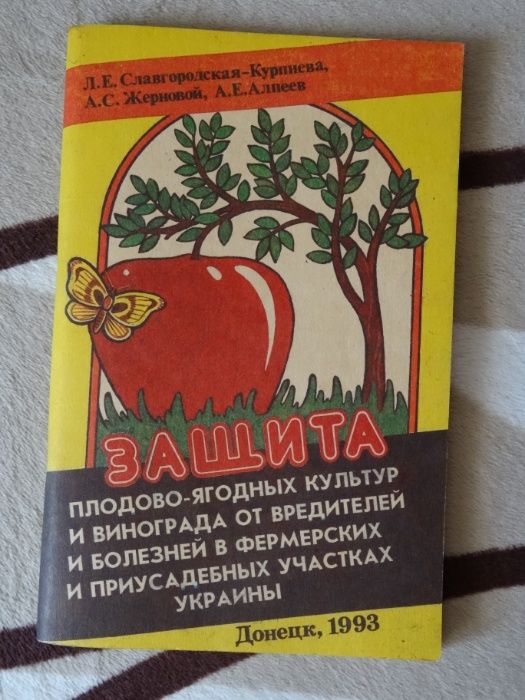 Л.Е. Славгородская-Курпиева,
А.С. Жерновой, А.Е.Алпеев
ЗАЩИТА
ПЛОДОВО-ЯГОДНЫХ КУЛЬТУР
И ВИНОГРАДА ОТ ВРЕДИТЕЛЕЙ
И БОЛЕЗНЕЙ В ФЕРМЕРСКИХ
И ПРИУСАДЕБНЫХ УЧАСТКАХ
УКРАИНЫ
Донецк, 1993